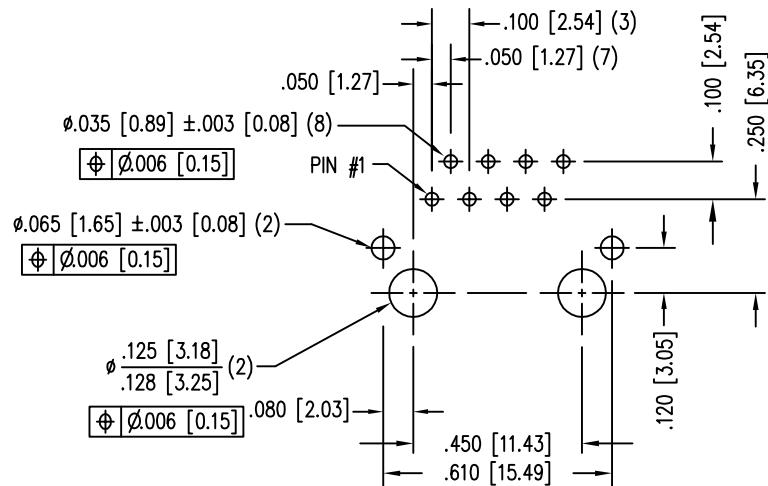 .100 [2.54] (3)
.050 [1.27] (7)
.050 [1.27]
.100 [2.54]
.250 [6.35]
ø.035 [0.89] ±.003 [0.08] (8)
⌖ Ø.006 [0.15]
PIN #1
ø.065 [1.65] ±.003 [0.08] (2)
⌖ Ø.006 [0.15]
ø .125 [3.18]
.128 [3.25] (2)
⌖ Ø.006 [0.15]
.080 [2.03]
.120 [3.05]
.450 [11.43]
.610 [15.49]